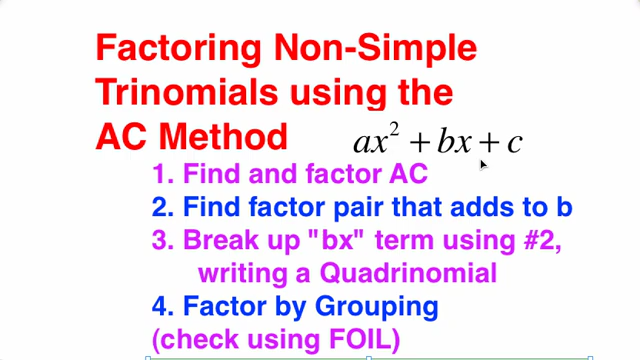 Factoring Non-Simple
Trinomials using the
AC Method ax² + bx + c
1. Find and factor AC
2. Find factor pair that adds to b
3. Break up "bx" term using #2,
writing a Quadrinomial
4. Factor by Grouping
(check using FOIL)